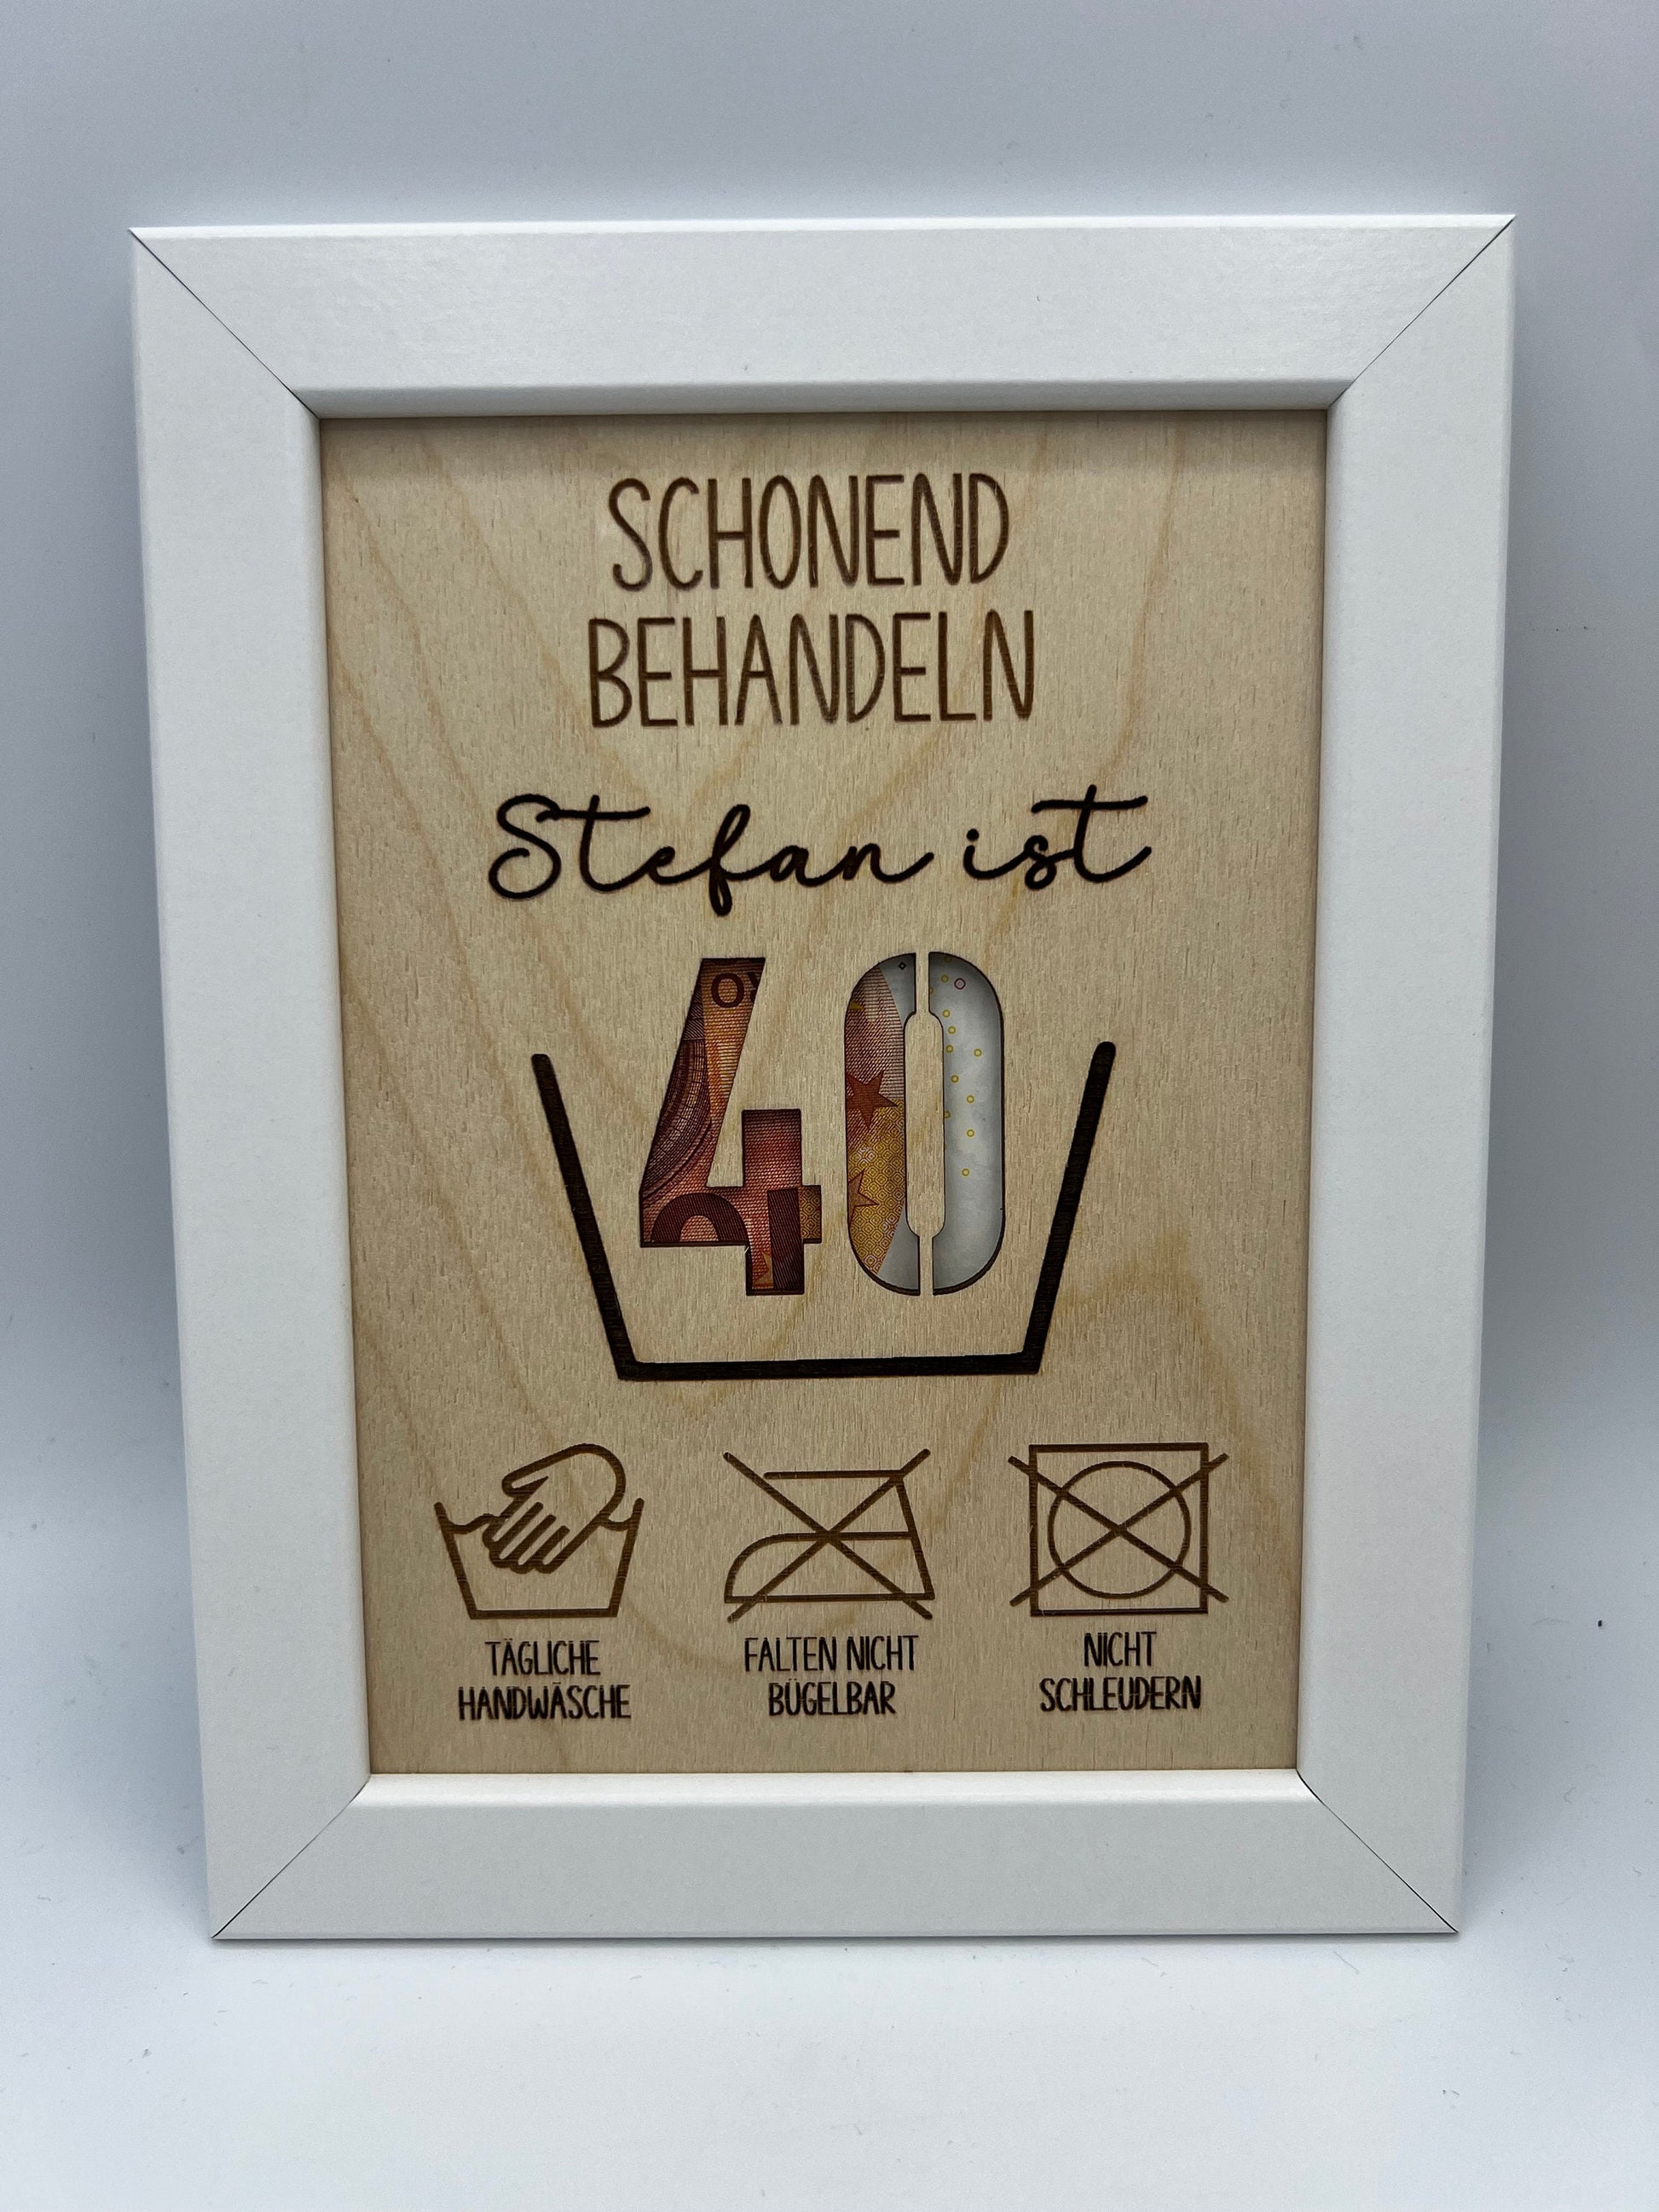 SCHONEND
BEHANDELN
Stefan ist
40
TÄGLICHE
HANDWÄSCHE
FALTEN NICHT
BÜGELBAR
NICHT
SCHLEUDERN